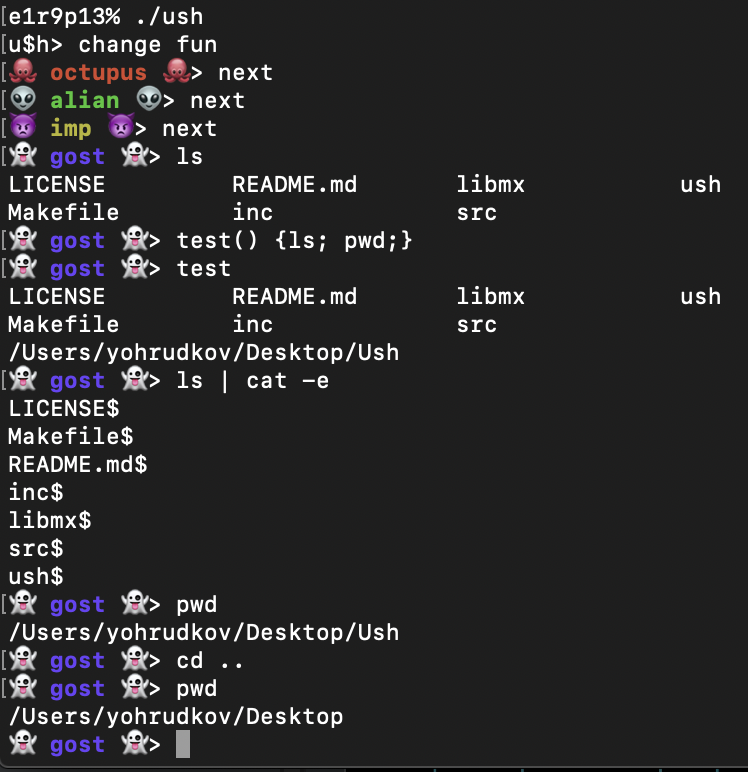 [e1r9p13% ./ush
[u$h> change fun
[🐙 octupus 🐙> next
[👽 alian 👽> next
[👿 imp 👿> next
[👻 gost 👻> ls
LICENSE         README.md       libmx           ush
Makefile        inc             src
[👻 gost 👻> test() {ls; pwd;}
[👻 gost 👻> test
LICENSE         README.md       libmx           ush
Makefile        inc             src
/Users/yohrudkov/Desktop/Ush
[👻 gost 👻> ls | cat -e
LICENSE$
Makefile$
README.md$
inc$
libmx$
src$
ush$
[👻 gost 👻> pwd
/Users/yohrudkov/Desktop/Ush
[👻 gost 👻> cd ..
[👻 gost 👻> pwd
/Users/yohrudkov/Desktop
👻 gost 👻>